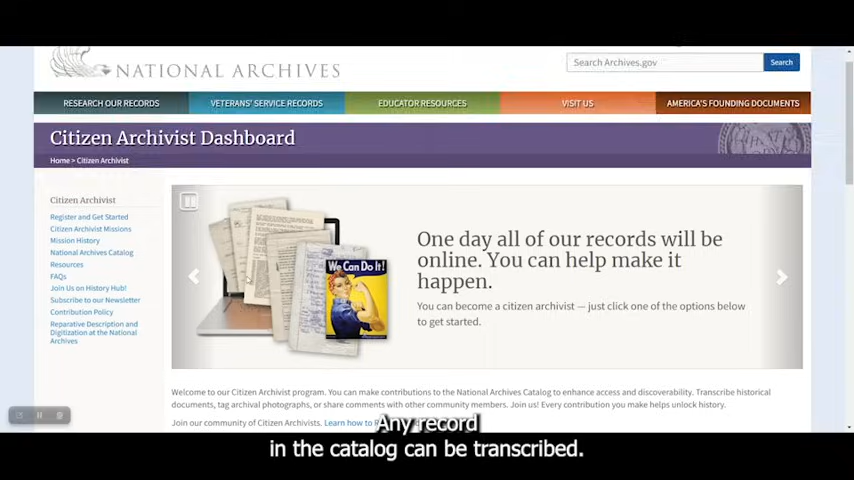 NATIONAL ARCHIVES
Search Archives.gov
Search
RESEARCH OUR RECORDS
VETERANS' SERVICE RECORDS
EDUCATOR RESOURCES
VISIT US
AMERICA'S FOUNDING DOCUMENTS
Citizen Archivist Dashboard
Home > Citizen Archivist
Citizen Archivist
Register and Get Started
Citizen Archivist Missions
Mission History
National Archives Catalog
Resources
FAQs
Join Us on History Hub!
Subscribe to our Newsletter
Contribution Policy
Reparative Description and
Digitization at the National
Archives
We Can Do It!
One day all of our records will be
online. You can help make it
happen.
You can become a citizen archivist — just click one of the options below
to get started.
Welcome to our Citizen Archivist program. You can make contributions to the National Archives Catalog to enhance access and discoverability. Transcribe historical
documents, tag archival photographs, or share comments with other community members. Join us! Every contribution you make helps unlock history.
Join our community of Citizen Archivists. Learn how to
Any record
in the catalog can be transcribed.